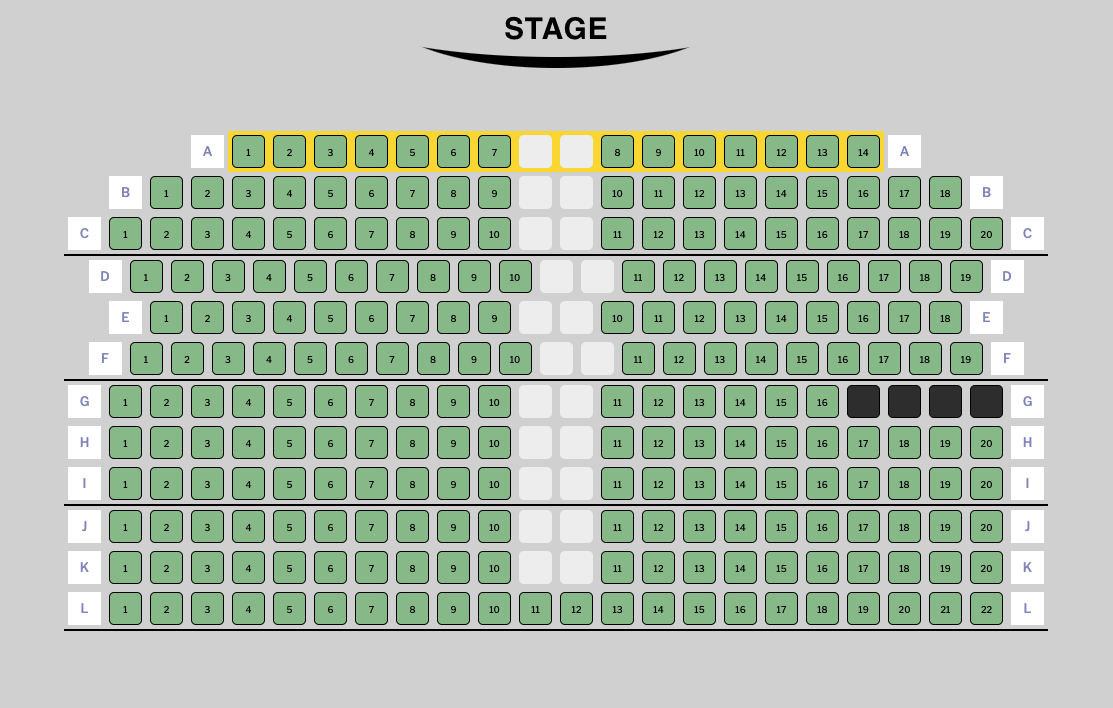 STAGE
A 1 2 3 4 5 6 7 8 9 10 11 12 13 14 A
B 1 2 3 4 5 6 7 8 9 10 11 12 13 14 15 16 17 18 B
C 1 2 3 4 5 6 7 8 9 10 11 12 13 14 15 16 17 18 19 20 C
D 1 2 3 4 5 6 7 8 9 10 11 12 13 14 15 16 17 18 19 D
E 1 2 3 4 5 6 7 8 9 10 11 12 13 14 15 16 17 18 E
F 1 2 3 4 5 6 7 8 9 10 11 12 13 14 15 16 17 18 19 F
G 1 2 3 4 5 6 7 8 9 10 11 12 13 14 15 16 G
H 1 2 3 4 5 6 7 8 9 10 11 12 13 14 15 16 17 18 19 20 H
I 1 2 3 4 5 6 7 8 9 10 11 12 13 14 15 16 17 18 19 20 I
J 1 2 3 4 5 6 7 8 9 10 11 12 13 14 15 16 17 18 19 20 J
K 1 2 3 4 5 6 7 8 9 10 11 12 13 14 15 16 17 18 19 20 K
L 1 2 3 4 5 6 7 8 9 10 11 12 13 14 15 16 17 18 19 20 21 22 L